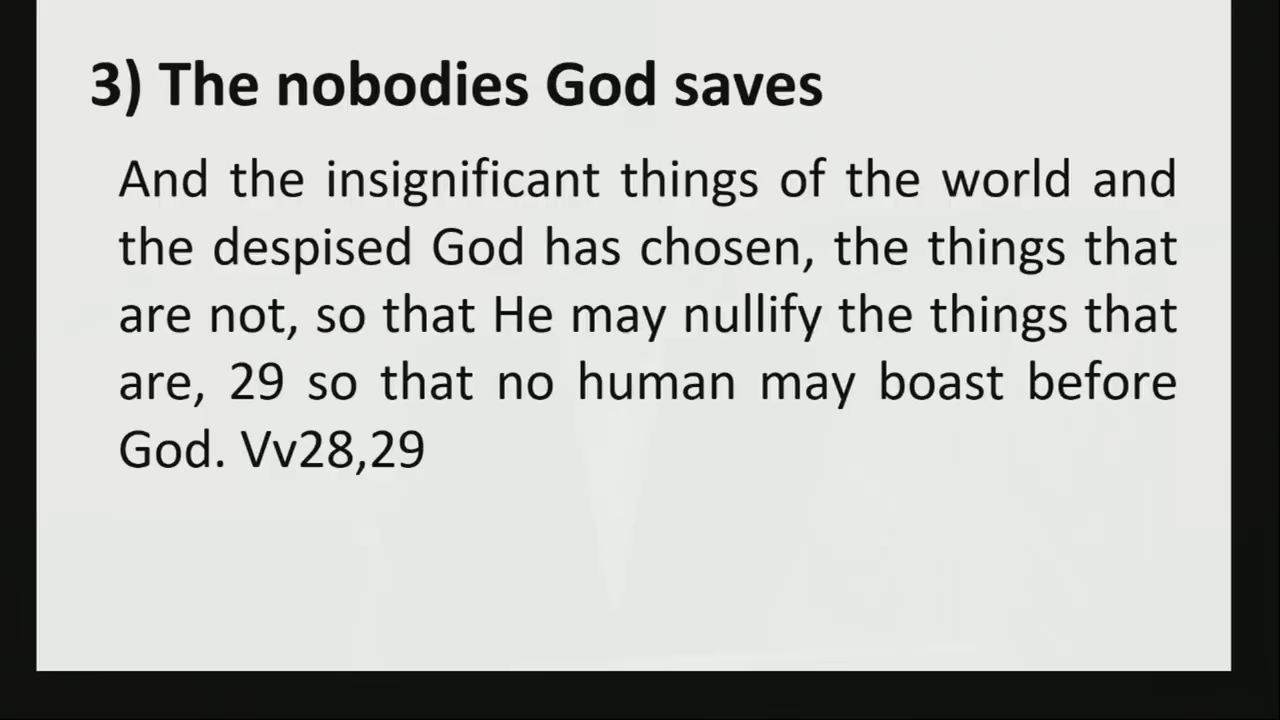 3) The nobodies God saves
And the insignificant things of the world and
the despised God has chosen, the things that
are not, so that He may nullify the things that
are, 29 so that no human may boast before
God. Vv28,29